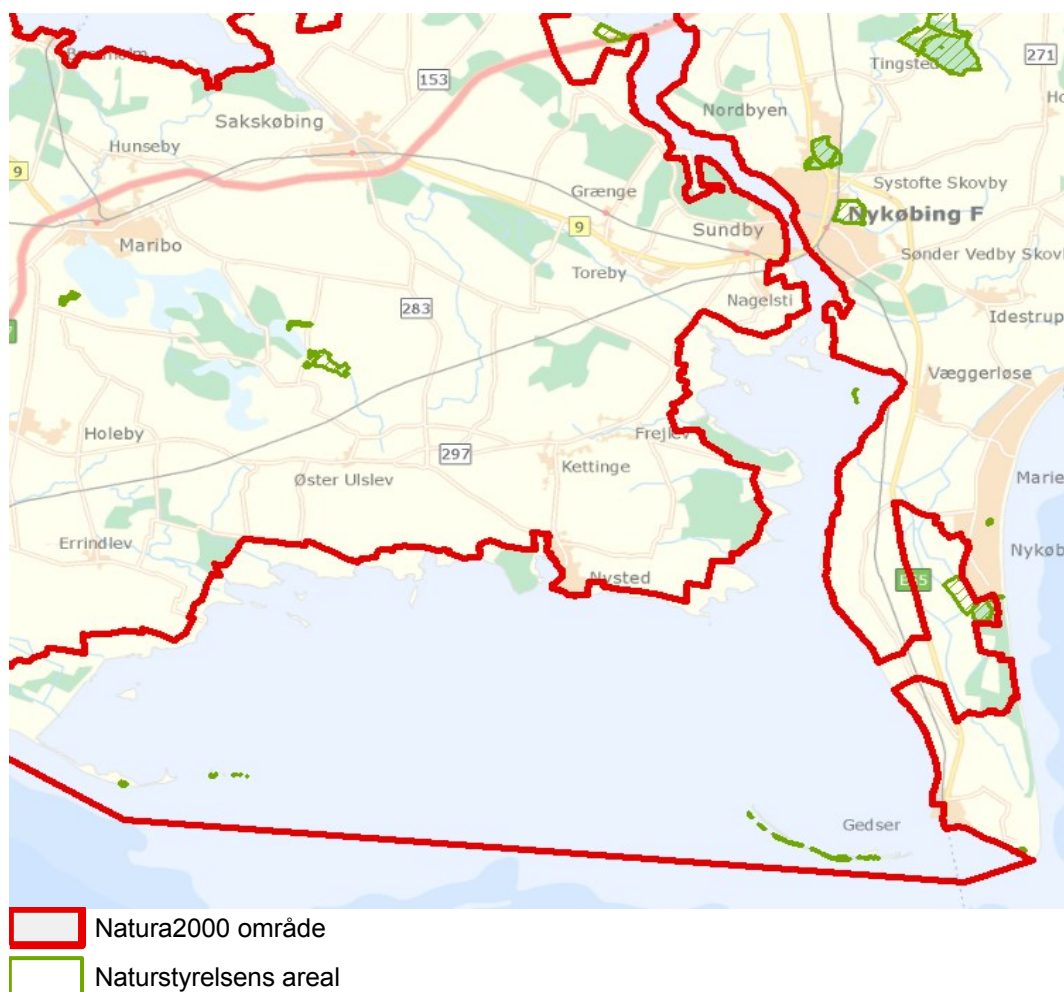 271
Tingsted
153
Nordbyen
Sakskøbing
Hunseby
9
Systofte Skovby
Grænge
Nykøbing F
9
Sundby
Maribo
Sønder Vedby Skovb
Toreby
Nagelsti
283
Idestrup
Væggerløse
Holeby
Frejlev
297
Kettinge
Øster Ulslev
Marie
Errindlev
Nykøb
Nysted
E55
Gedser
Natura2000 område
Naturstyrelsens areal